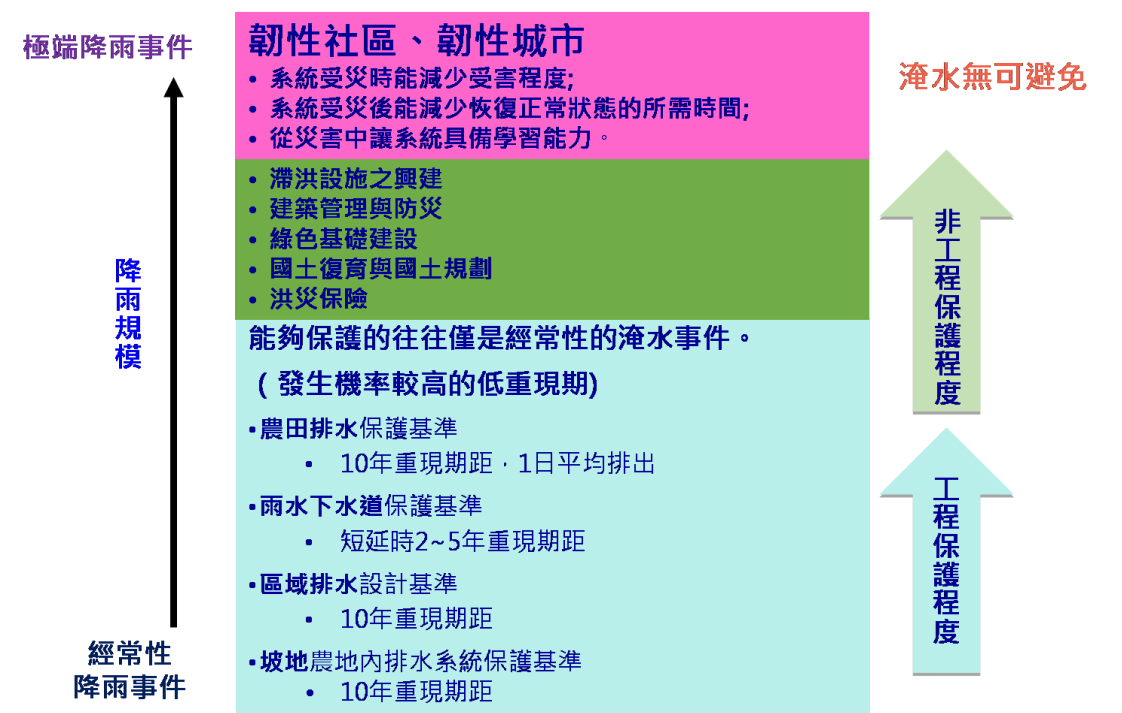 極端降雨事件
降雨規模
經常性
降雨事件
韌性社區、韌性城市
• 系統受災時能減少受害程度;
• 系統受災後能減少恢復正常狀態的所需時間;
• 從災害中讓系統具備學習能力。
• 滯洪設施之興建
• 建築管理與防災
• 綠色基礎建設
• 國土復育與國土規劃
• 洪災保險
能夠保護的往往僅是經常性的淹水事件。
(發生機率較高的低重現期)
▪農田排水保護基準
• 10年重現期距，1日平均排出
▪雨水下水道保護基準
• 短延時2~5年重現期距
▪區域排水設計基準
• 10年重現期距
▪坡地農地內排水系統保護基準
• 10年重現期距
淹水無可避免
非工程保護程度
工程保護程度